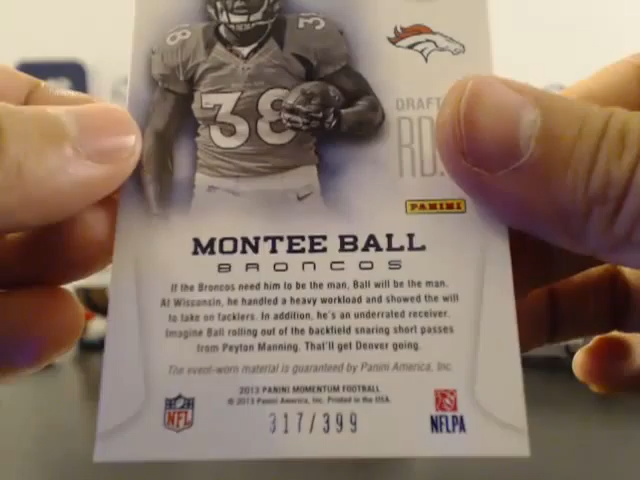 38
38
DRAFT
RD.
PANINI
MONTEE BALL
BRONCOS
If the Broncos need him to be the man, Ball will be the man.
At Wisconsin, he handled a heavy workload and showed the will
to take on tacklers. In addition, he's an underrated receiver.
Imagine Ball rolling out of the backfield snaring short passes
from Peyton Manning. That'll get Denver going.
The event-worn material is guaranteed by Panini America, Inc.
2013 PANINI MOMENTUM FOOTBALL
© 2013 Panini America, Inc. Printed in the USA.
NFL
317/399
NFLPA